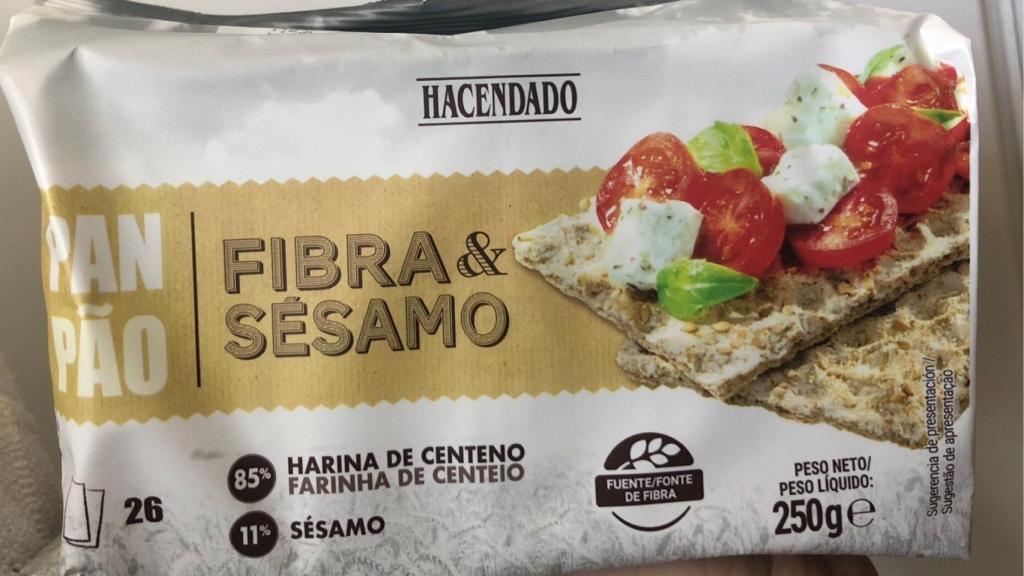 HACENDADO
PAN
PÃO
FIBRA &
SÉSAMO
85% HARINA DE CENTENO
FARINHA DE CENTEIO
11% SÉSAMO
26
FUENTE/FONTE
DE FIBRA
PESO NETO/
PESO LÍQUIDO:
250g e
Sugerencia de presentación/
Sugestão de apresentação